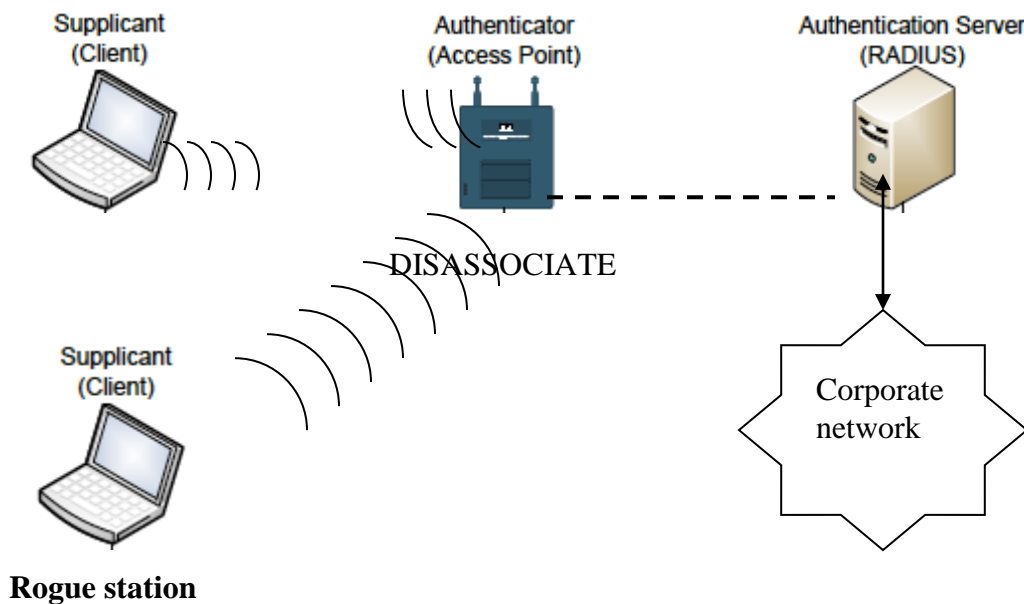 Supplicant
(Client)
Authenticator
(Access Point)
Authentication Server
(RADIUS)
DISASSOCIATE
Supplicant
(Client)
Corporate
network
Rogue station